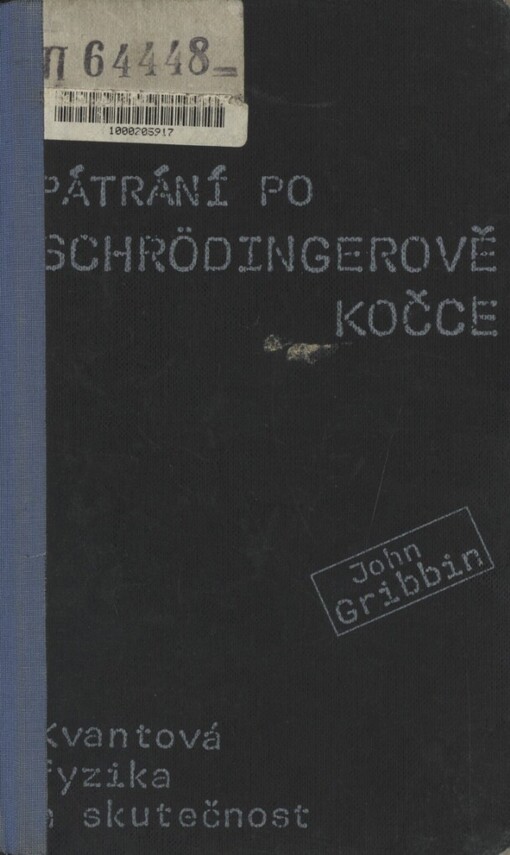 П 64448
1000205917
PÁTRÁNÍ PO
SCHRÖDINGEROVĚ
KOČCE
John
Gribbin
Kvantová
fyzika
a skutečnost